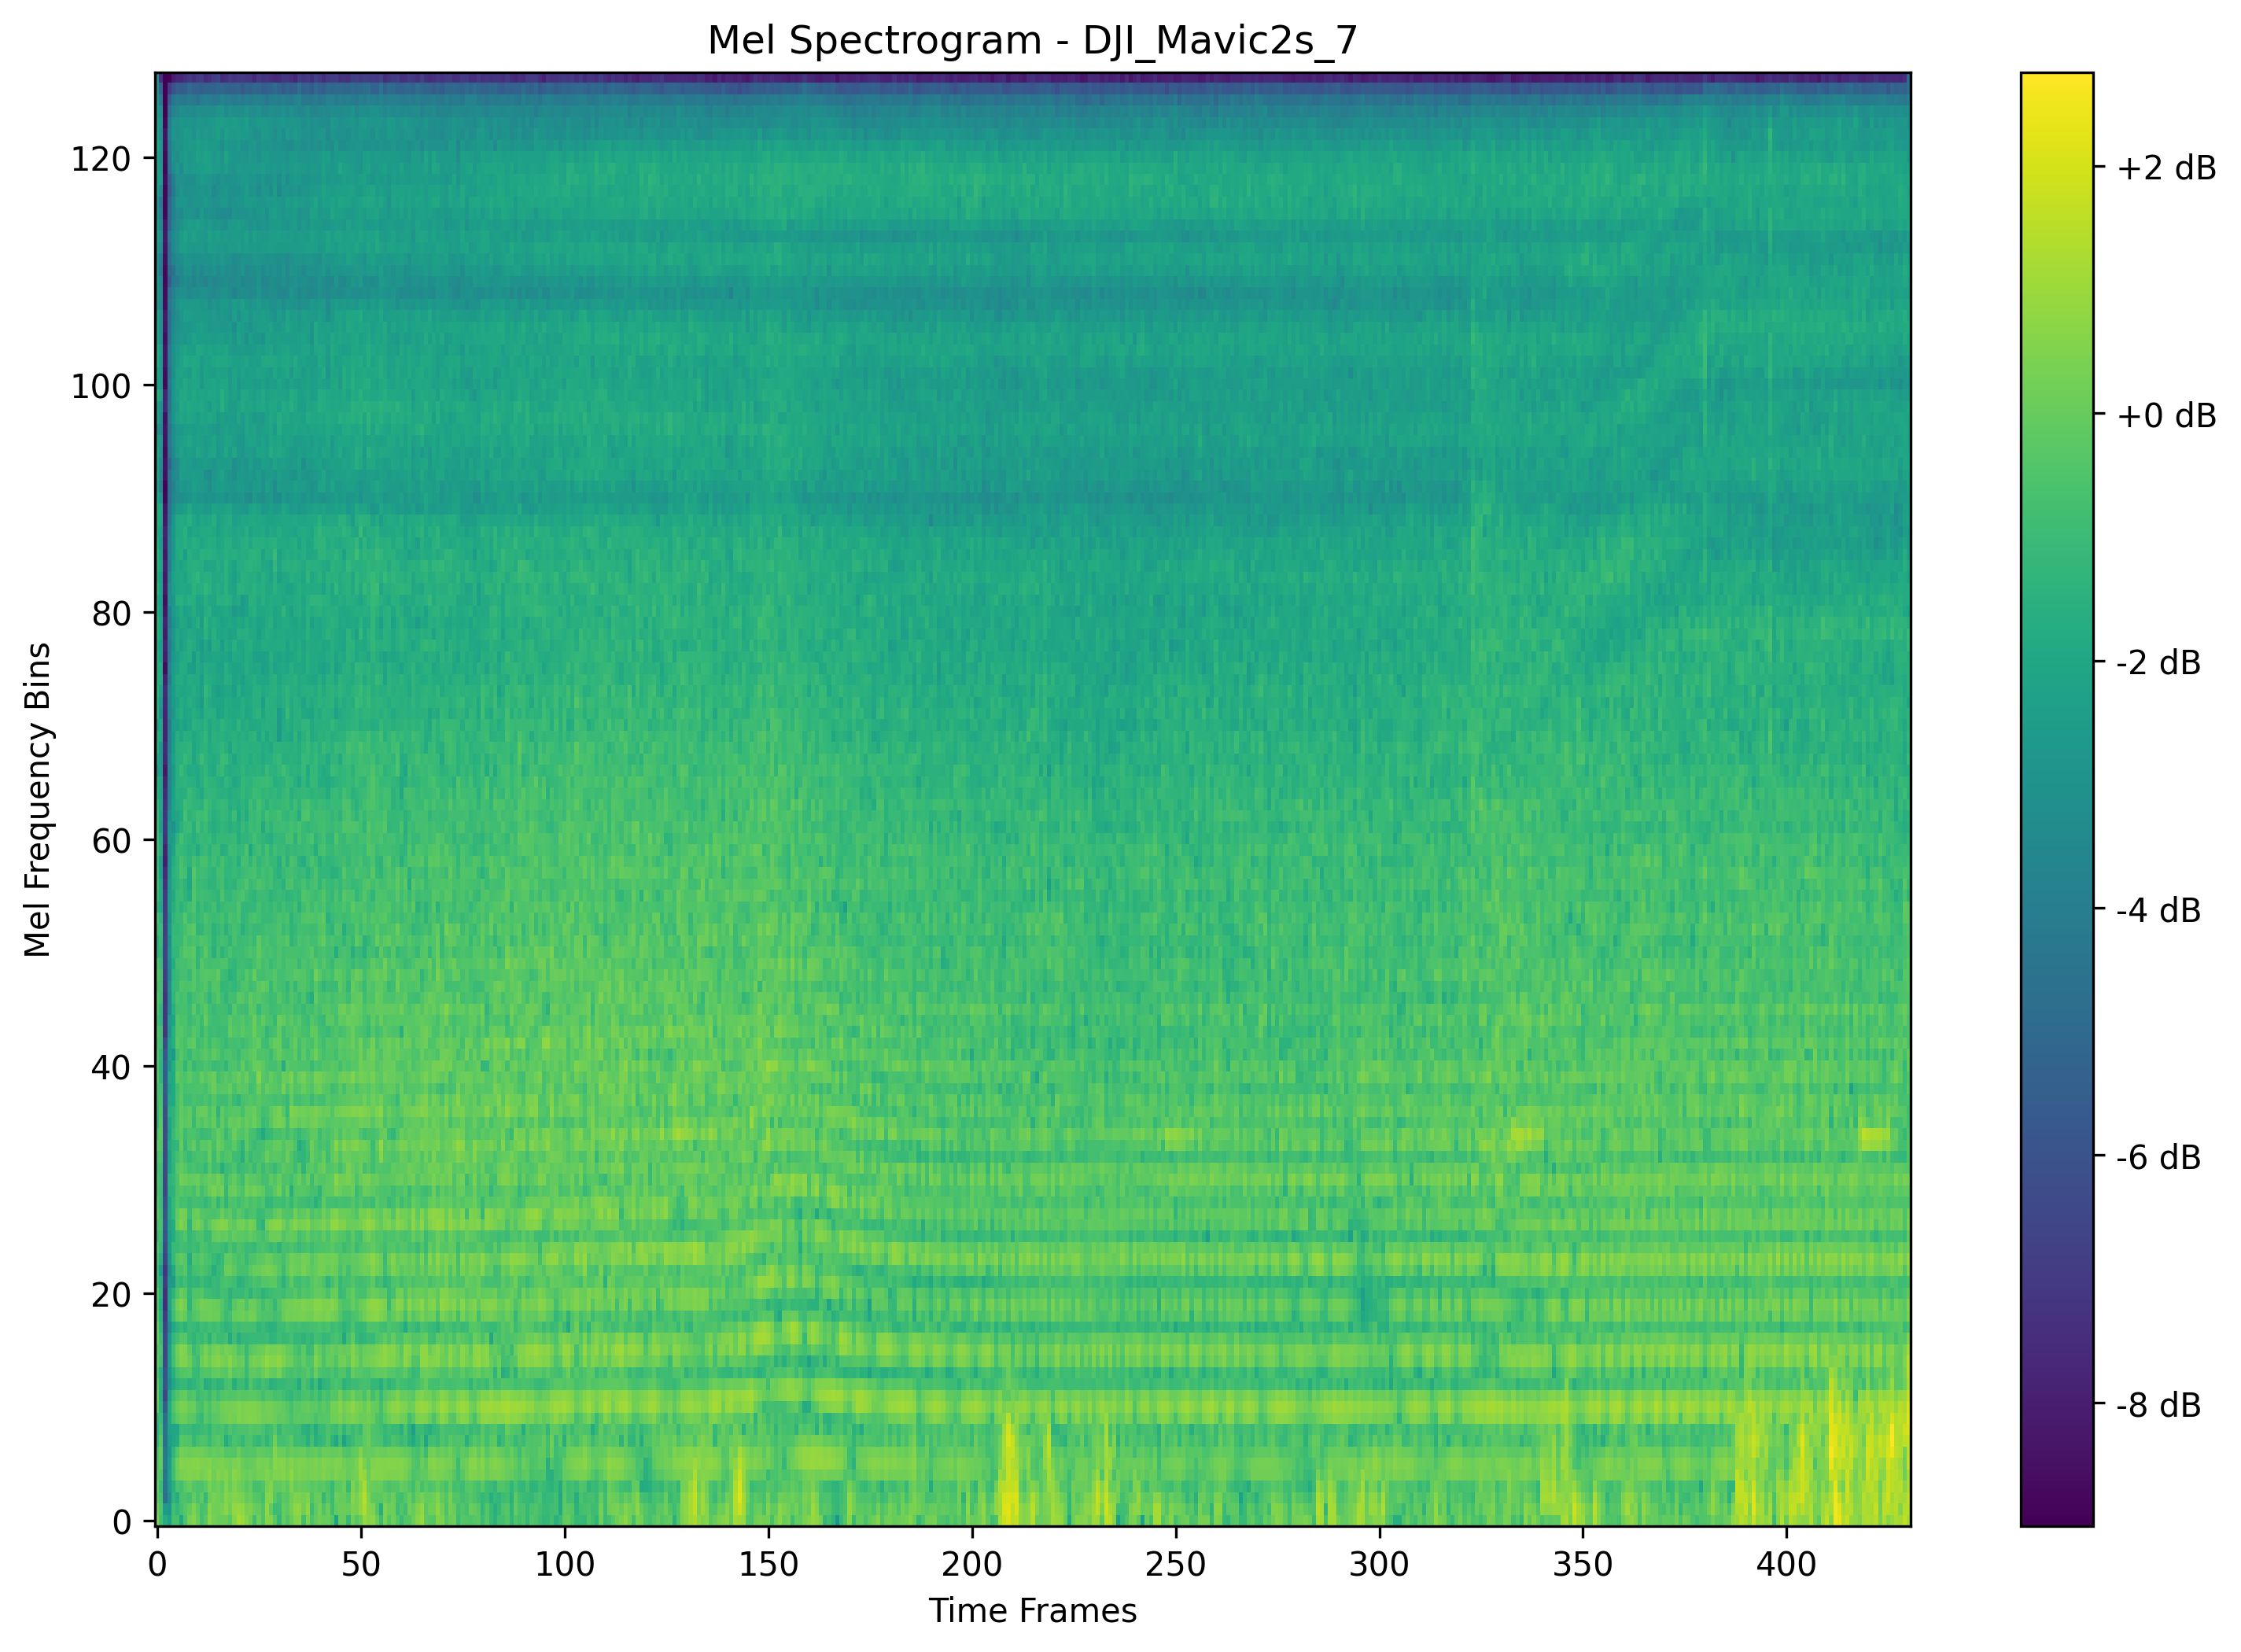 Mel Spectrogram - DJI_Mavic2s_7
Mel Frequency Bins
120
100
80
60
40
20
0
0 50 100 150 200 250 300 350 400
Time Frames
+2 dB
+0 dB
-2 dB
-4 dB
-6 dB
-8 dB